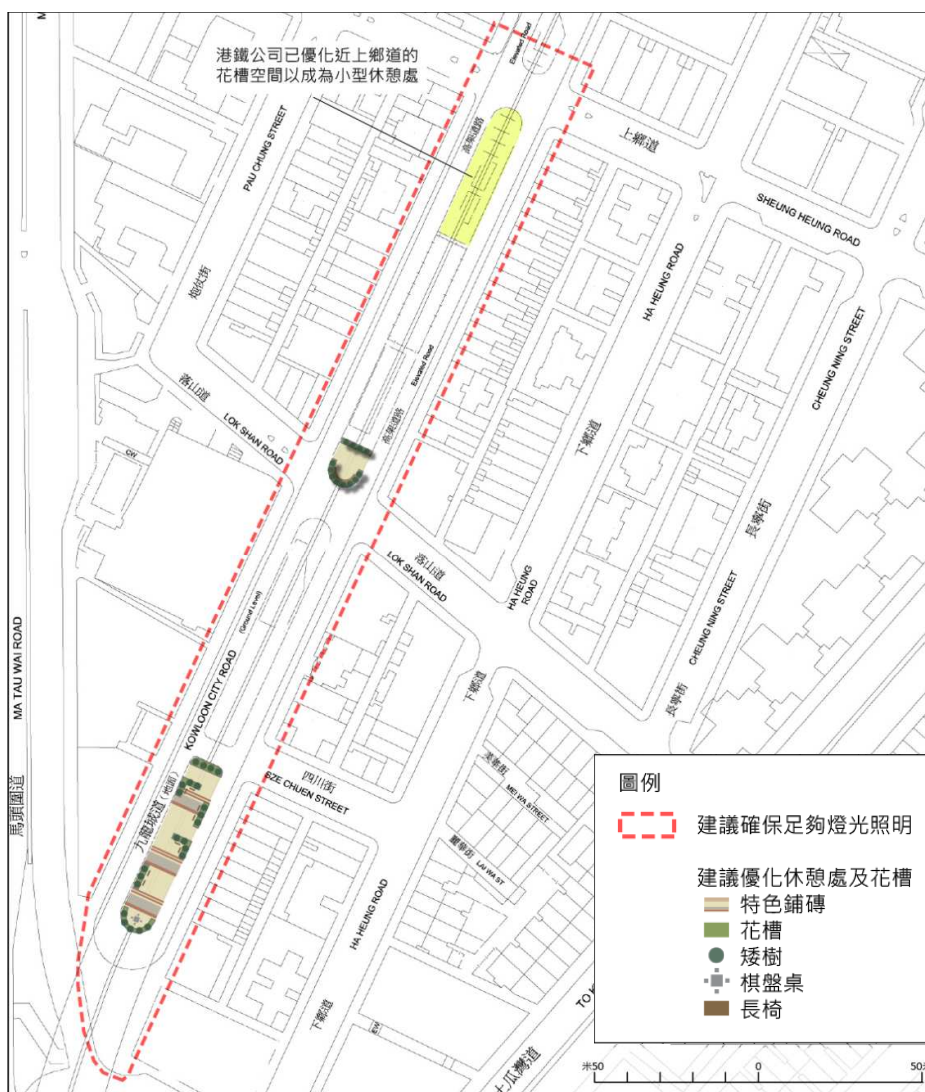 港鐵公司已優化近上鄉道的
花槽空間以成為小型休憩處
Elevated Road
高架道路
PAU CHUNG STREET
炮仗街
上鄉道
SHEUNG HEUNG ROAD
HA HEUNG ROAD
下鄉道
CHEUNG NING STREET
長寧街
Elevated Road
高架道路
落山道
LOK SHAN ROAD
CW
落山道
LOK SHAN ROAD
HA HEUNG
ROAD
CHEUNG NING STREET
長寧街
下鄉道
(Ground Level)
KOWLOON CITY ROAD
九龍城道(地面)
MA TAU WAI ROAD
馬頭圍道
四川街
SZE CHUEN STREET
美華街
MEI WA STREET
麗華街
LAI WA ST
HA HEUNG ROAD
下鄉道
EW
土瓜灣道
圖例
建議確保足夠燈光照明
建議優化休憩處及花槽
特色鋪磚
花槽
矮樹
棋盤桌
長椅
米50 0 50